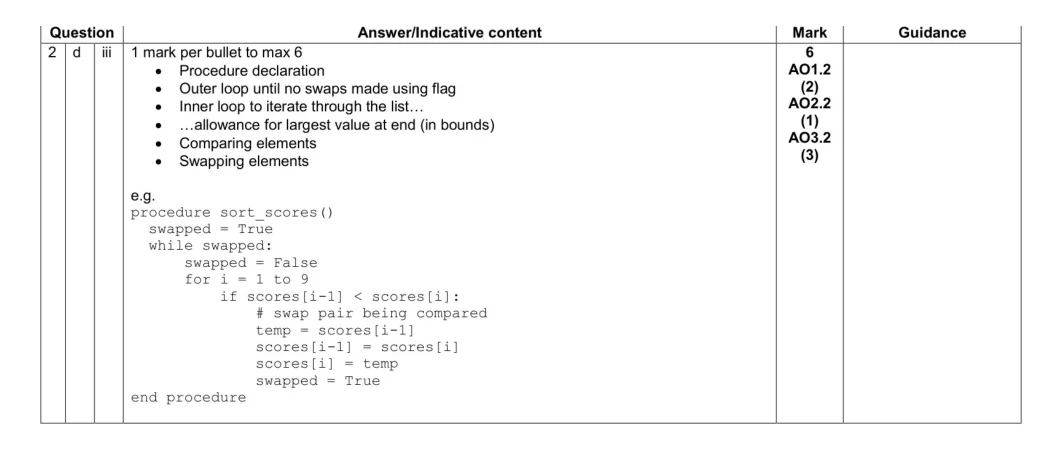 Question Answer/Indicative content Mark Guidance
2 d iii 1 mark per bullet to max 6 6
• Procedure declaration AO1.2
• Outer loop until no swaps made using flag (2)
• Inner loop to iterate through the list… AO2.2
• …allowance for largest value at end (in bounds) (1)
• Comparing elements AO3.2
• Swapping elements (3)
e.g.
procedure sort_scores()
swapped = True
while swapped:
swapped = False
for i = 1 to 9
if scores[i-1] < scores[i]:
# swap pair being compared
temp = scores[i-1]
scores[i-1] = scores[i]
scores[i] = temp
swapped = True
end procedure